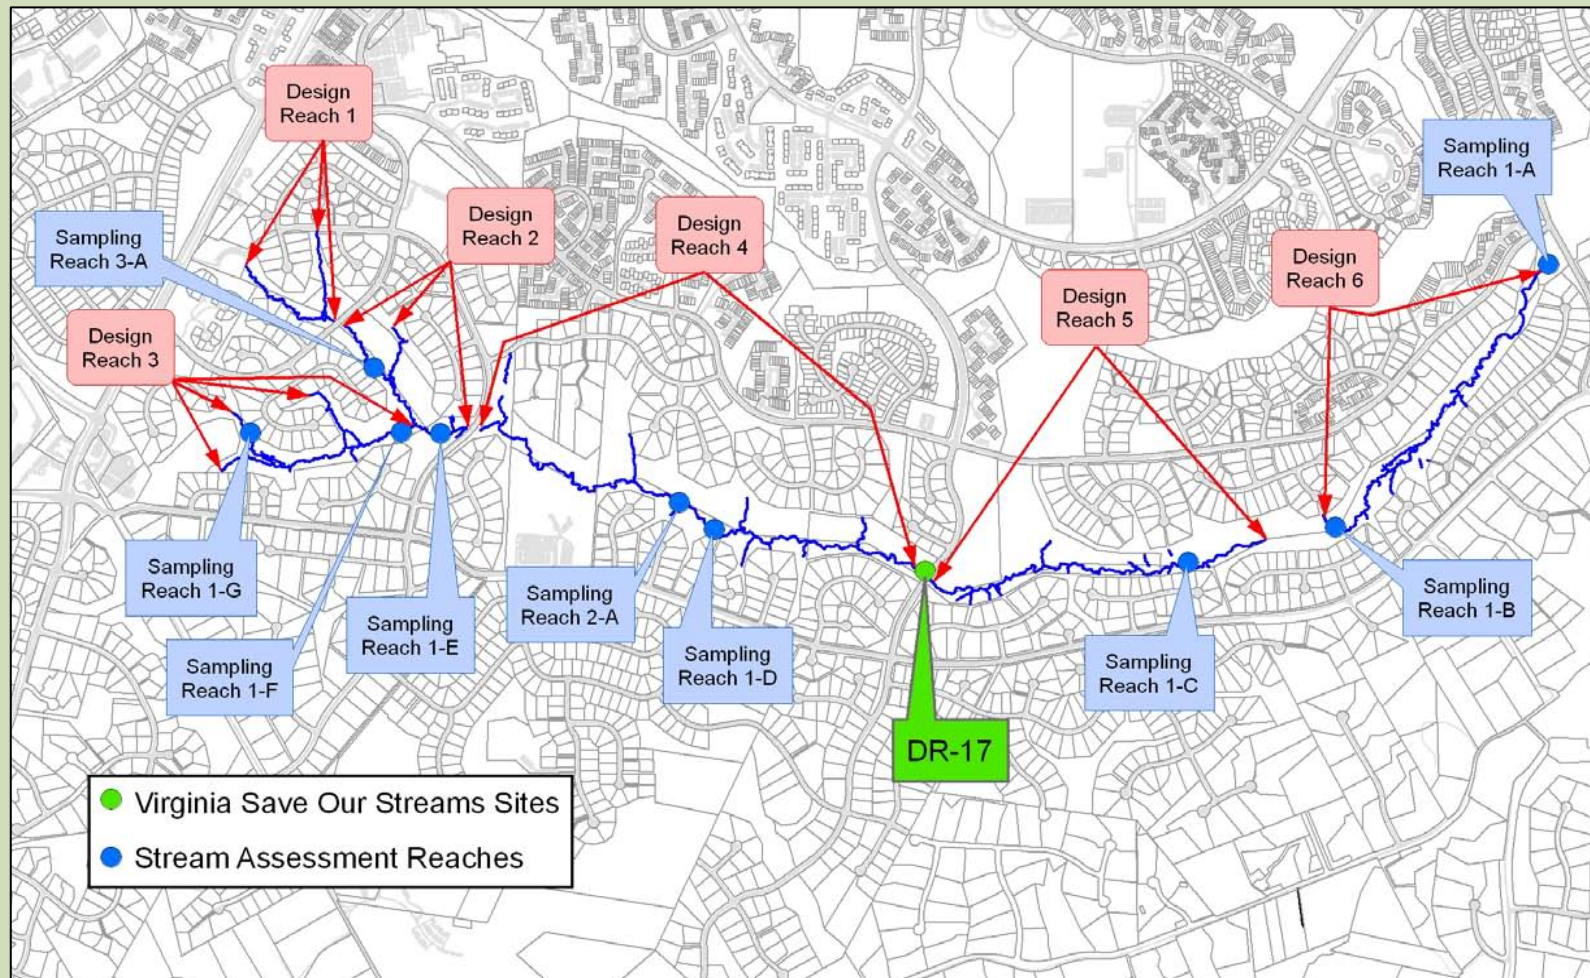 Design
Reach 1
Sampling
Reach 1-A
Design
Reach 2
Design
Reach 4
Sampling
Reach 3-A
Design
Reach 6
Design
Reach 5
Design
Reach 3
Sampling
Reach 1-G
Sampling
Reach 1-B
Sampling
Reach 2-A
Sampling
Reach 1-E
Sampling
Reach 1-F
Sampling
Reach 1-D
Sampling
Reach 1-C
DR-17
Virginia Save Our Streams Sites
Stream Assessment Reaches